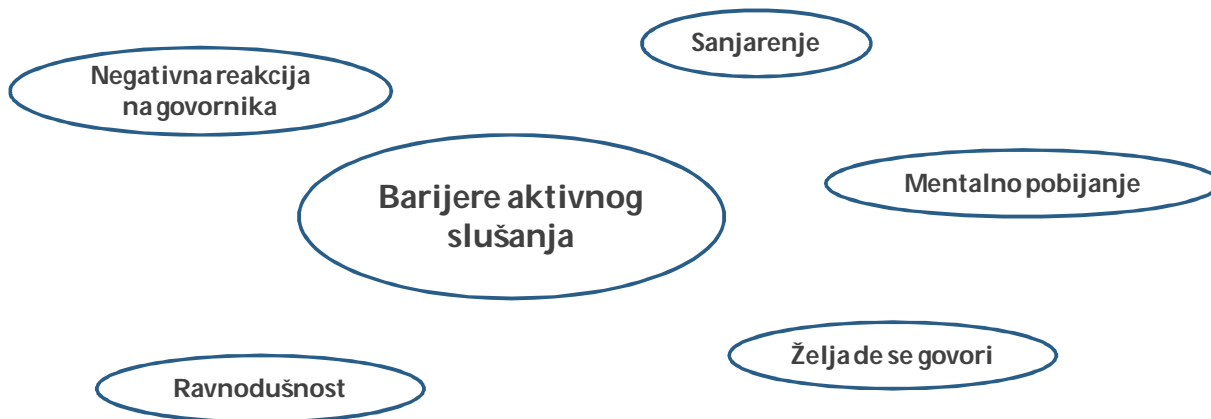 Sanjarenje
Negativna reakcija
na govornika
Barijere aktivnog
slušanja
Mentalno pobijanje
Želja de se govori
Ravnodušnost